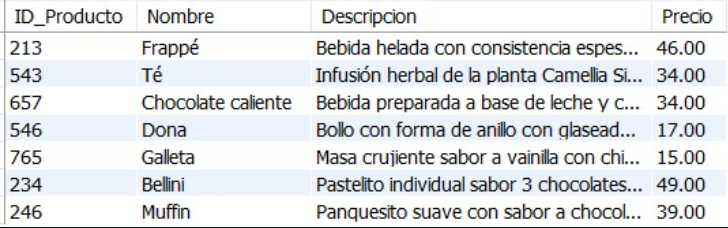 ID_Producto Nombre Descripcion Precio
213 Frappé Bebida helada con consistencia espes... 46.00
543 Té Infusión herbal de la planta Camellia Si... 34.00
657 Chocolate caliente Bebida preparada a base de leche y c... 34.00
546 Dona Bollo con forma de anillo con glasead... 17.00
765 Galleta Masa crujiente sabor a vainilla con chi... 15.00
234 Bellini Pastelito individual sabor 3 chocolates... 49.00
246 Muffin Panquesito suave con sabor a chocol... 39.00